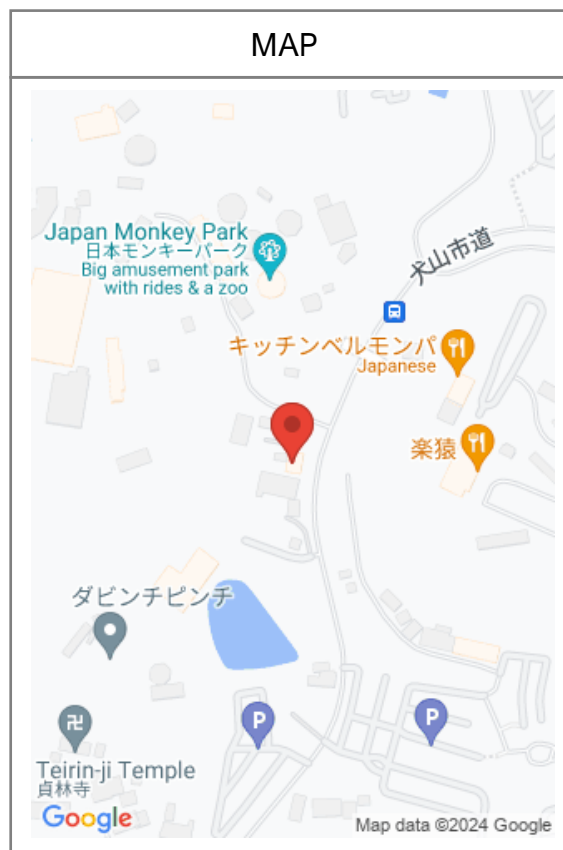 MAP
Japan Monkey Park
日本モンキーパーク
Big amusement park
with rides & a zoo
犬山市道
キッチンベルモンパ
Japanese
楽猿
ダビンチピンチ
P
P
卍
Teirin-ji Temple
貞林寺
Google
Map data ©2024 Google